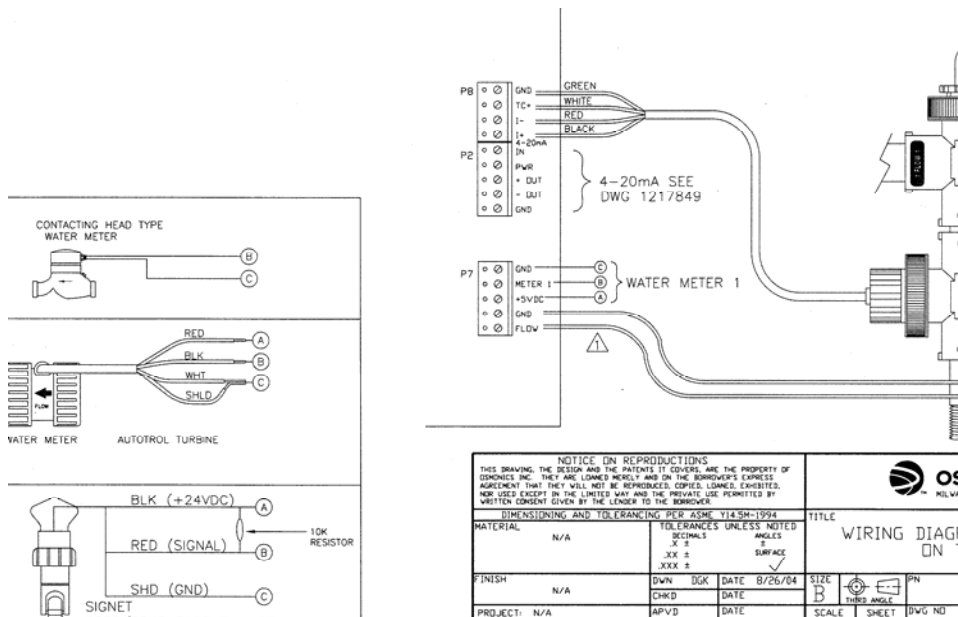 CONTACTING HEAD TYPE
WATER METER
B
C
RED
A
BLK
B
WHT
C
SHLD
FLOW
WATER METER
AUTOTROL TURBINE
BLK (+24VDC)
A
10K
RESISTOR
RED (SIGNAL)
B
SHD (GND)
C
SIGNET
P8
GND
GREEN
TC+
WHITE
I-
RED
I+
BLACK
4-20mA
P2
IN
PWR
+ OUT
- OUT
GND
4-20mA SEE
DWG 1217849
P7
GND
C
METER 1
B
+5VDC
A
GND
FLOW
WATER METER 1
1
FLOW
NOTICE ON REPRODUCTIONS
THIS DRAWING, THE DESIGN AND THE PATENTS IT COVERS, ARE THE PROPERTY OF
OSMONICS INC. THEY ARE LOANED MERELY AND ON THE BORROWER'S EXPRESS
AGREEMENT THAT THEY WILL NOT BE REPRODUCED, COPIED, LOANED, EXHIBITED,
NOR USED EXCEPT IN THE LIMITED WAY AND THE PRIVATE USE PERMITTED BY
WRITTEN CONSENT GIVEN BY THE LENDER TO THE BORROWER.
DIMENSIONING AND TOLERANCING PER ASME Y14.5M-1994
MATERIAL
N/A
TOLERANCES UNLESS NOTED
DECIMALS
ANGLES
.X ±
±
.XX ±
SURFACE
.XXX ±
FINISH
N/A
DWN DGK
DATE 8/26/04
CHKD
DATE
PROJECT: N/A
APVD
DATE
OS
MILWA
TITLE
WIRING DIAG
ON
SIZE
B
THIRD ANGLE
PN
SCALE
SHEET
DWG NO